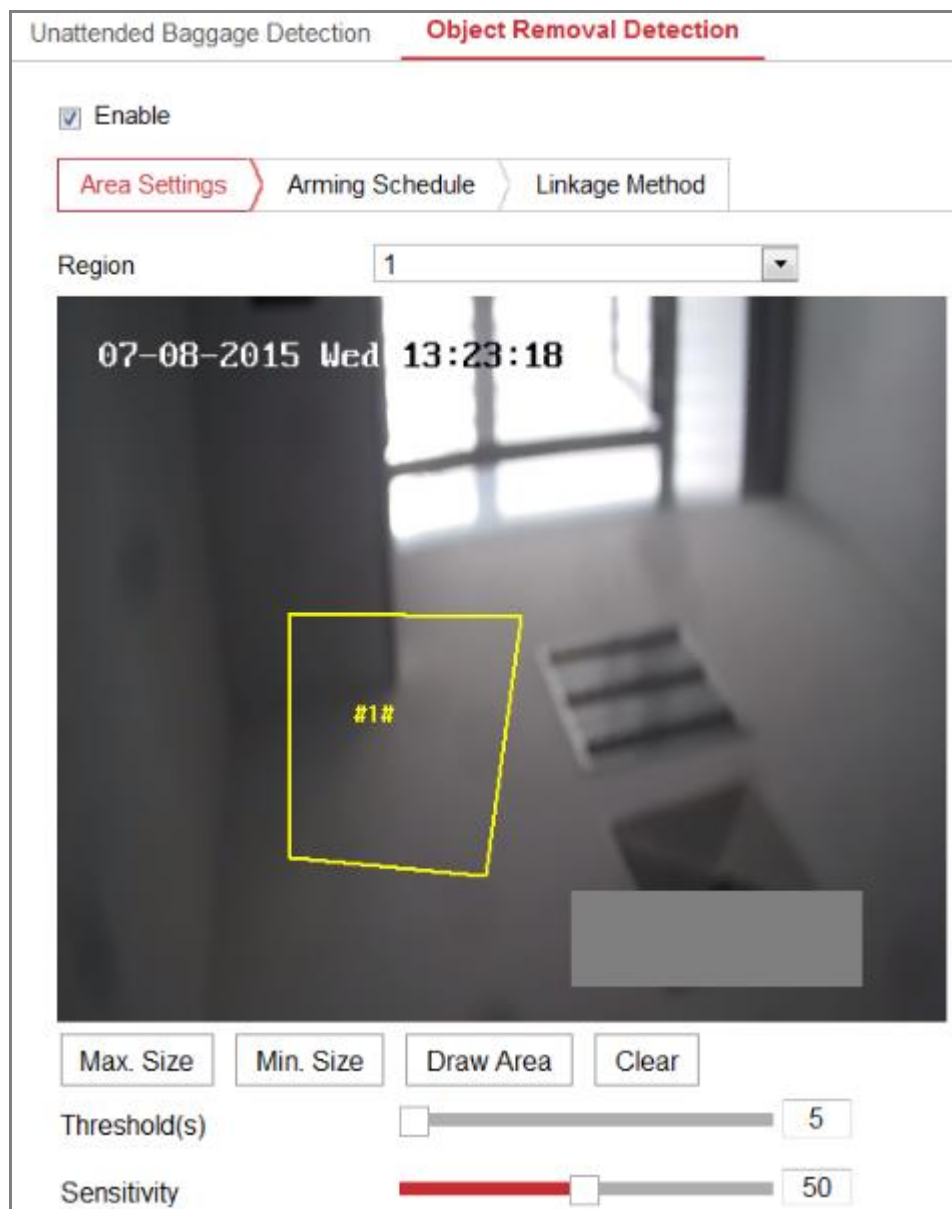 Unattended Baggage Detection Object Removal Detection
Enable
Area Settings Arming Schedule Linkage Method
Region 1
07-08-2015 Wed 13:23:18
#1#
Max. Size Min. Size Draw Area Clear
Threshold(s) 5
Sensitivity 50